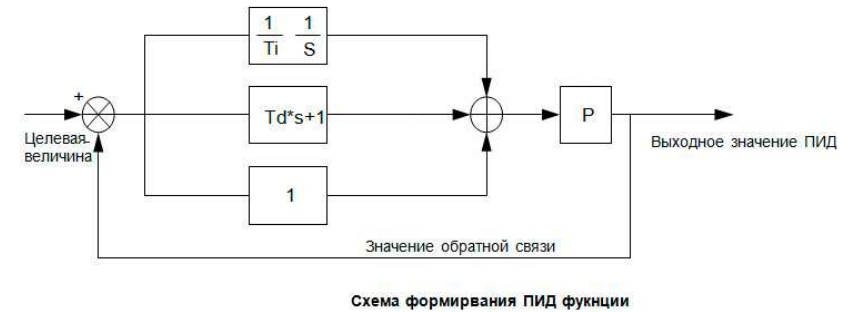 1 1
Ti S
+
Td*s+1
P
Целевая-
величина
Выходное значение ПИД
1
Значение обратной связи
Схема формирвания ПИД фукнции